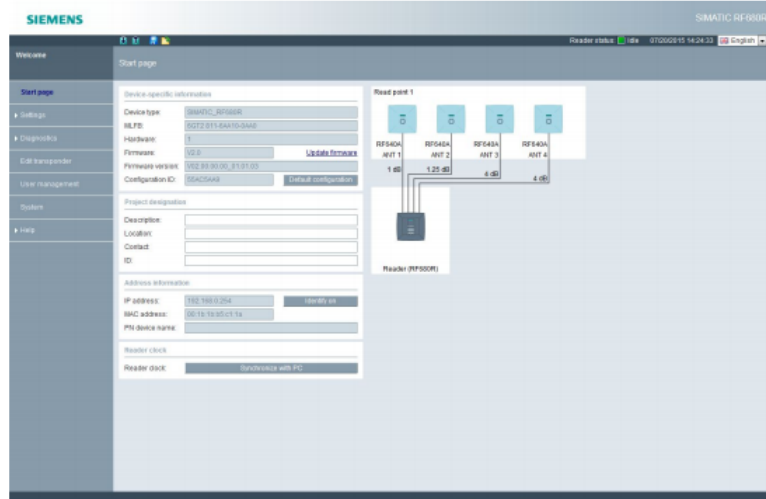 SIEMENS
SIMATIC RF680R
Reader status: Idle 07/20/2015 14:24:33 English
Welcome
Start page
Start page
Settings
Diagnostics
Edit transponder
User management
System
Help
Device-specific information
Device type: SIMATIC_RF680R
MLFB:
Hardware: 1
Firmware: V2.0 Update firmware
Firmware version:
Configuration ID: Default configuration
Project designation
Description:
Location:
Contact:
ID:
Address information
IP address: 192.168.0.254 Identify on
MAC address:
PN device name:
Reader clock
Reader clock: Synchronize with PC
Read point 1
RF640A RF640A RF640A RF640A
ANT 1 ANT 2 ANT 3 ANT 4
1 dB 1.25 dB 4 dB 4 dB
Reader (RF680R)